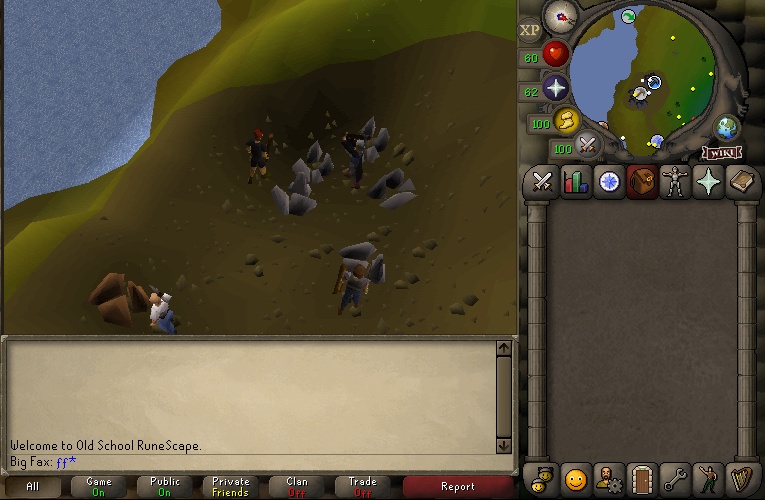 XP
60
62
100
100
WIKI
Welcome to Old School RuneScape.
Big Fax: ff*
All
Game
On
Public
On
Private
Friends
Clan
Off
Trade
Off
Report